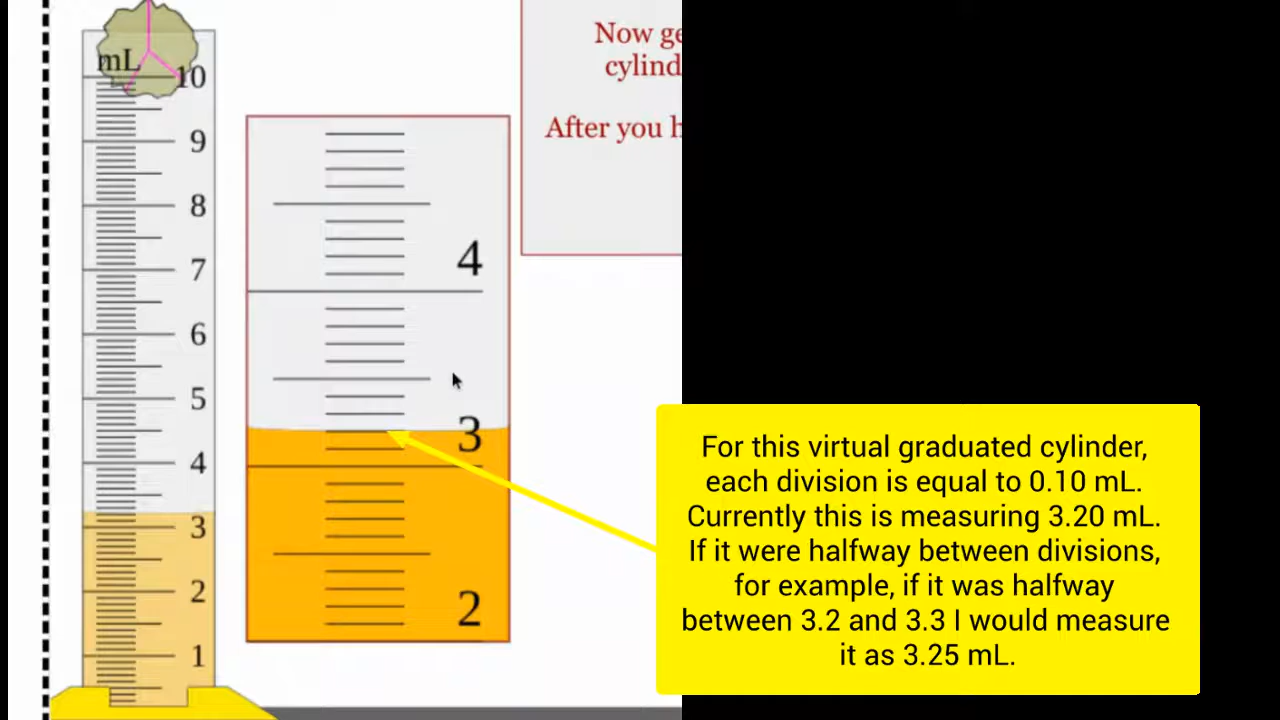 mL
10
9
8
7
6
5
4
3
2
1
4
3
2
Now ge
cylind
After you h
For this virtual graduated cylinder,
each division is equal to 0.10 mL.
Currently this is measuring 3.20 mL.
If it were halfway between divisions,
for example, if it was halfway
between 3.2 and 3.3 I would measure
it as 3.25 mL.